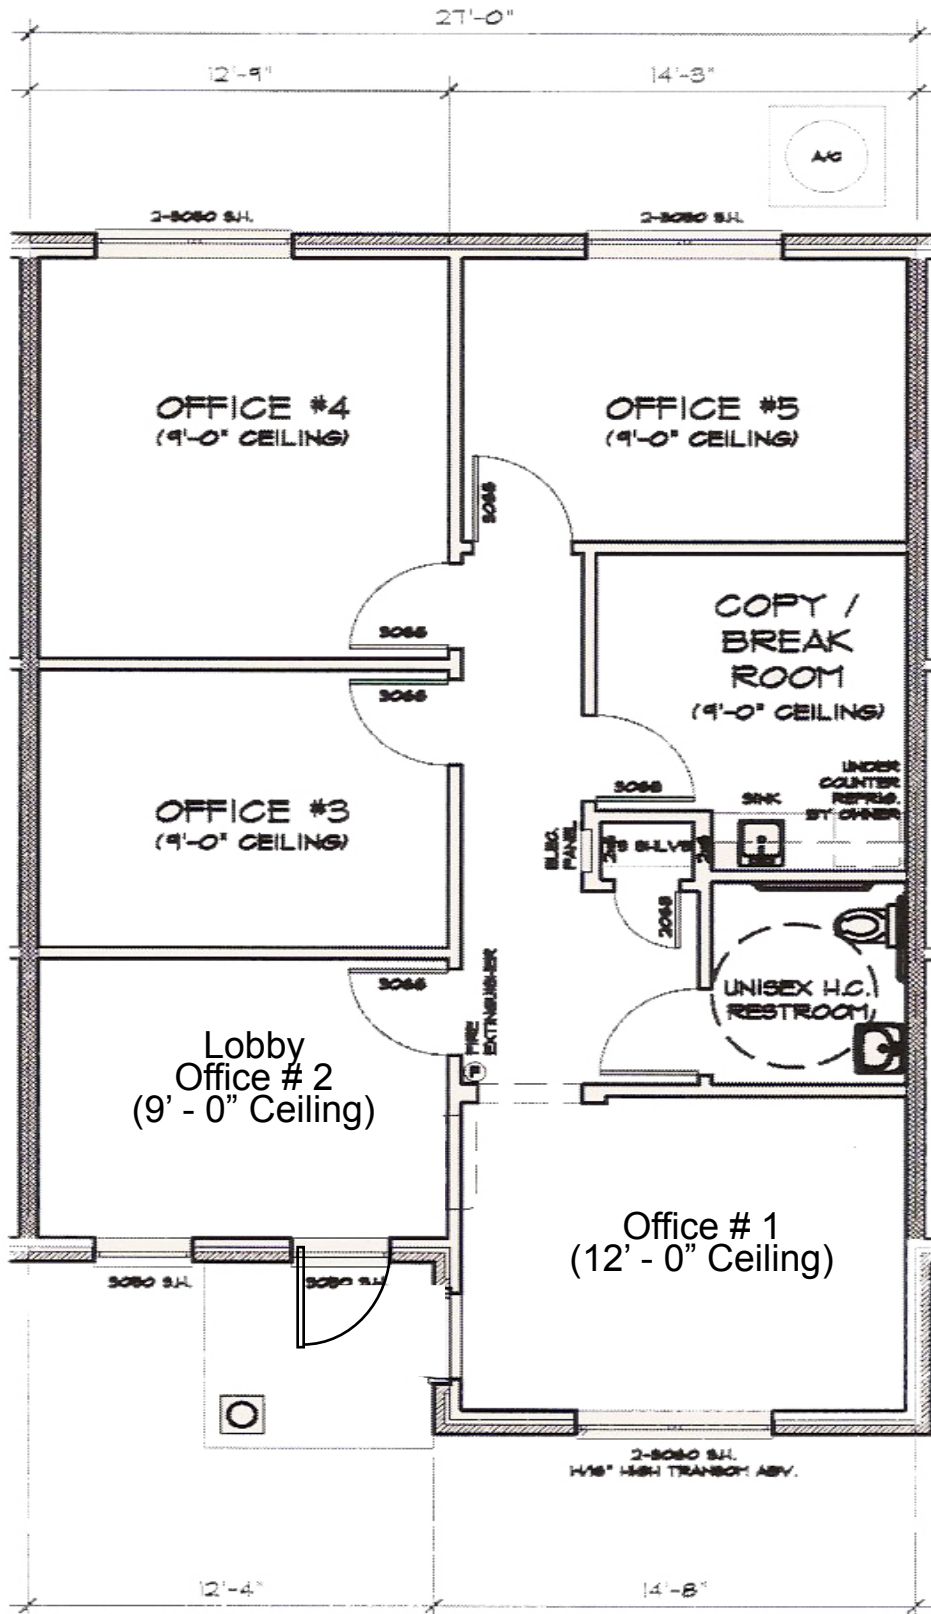 27'-0"
12'-9"
14'-3"
A/C
2-3050 S.H.
2-3050 S.H.
OFFICE #4
(9'-0" CEILING)
OFFICE #5
(9'-0" CEILING)
3068
3068
COPY /
BREAK
ROOM
(9'-0" CEILING)
3068
3068
UNDER
COUNTER
REFRIG.
BY OWNER
SINK
OFFICE #3
(9'-0" CEILING)
ELEC.
PANEL
SHLVS
2068
3068
FIRE
EXTINGUISHER
UNISEX H.C.
RESTROOM
Lobby
Office # 2
(9' - 0” Ceiling)
Office # 1
(12’ - 0” Ceiling)
3050 S.H.
3050 S.H.
2-3050 S.H.
HIGH TRANSOM ABV.
12'-4"
14'-8"